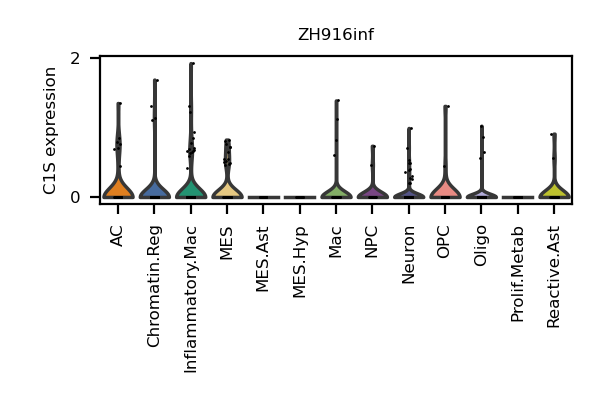 ZH916inf
C1S expression
2
0
AC
Chromatin.Reg
Inflammatory.Mac
MES
MES.Ast
MES.Hyp
Mac
NPC
Neuron
OPC
Oligo
Prolif.Metab
Reactive.Ast